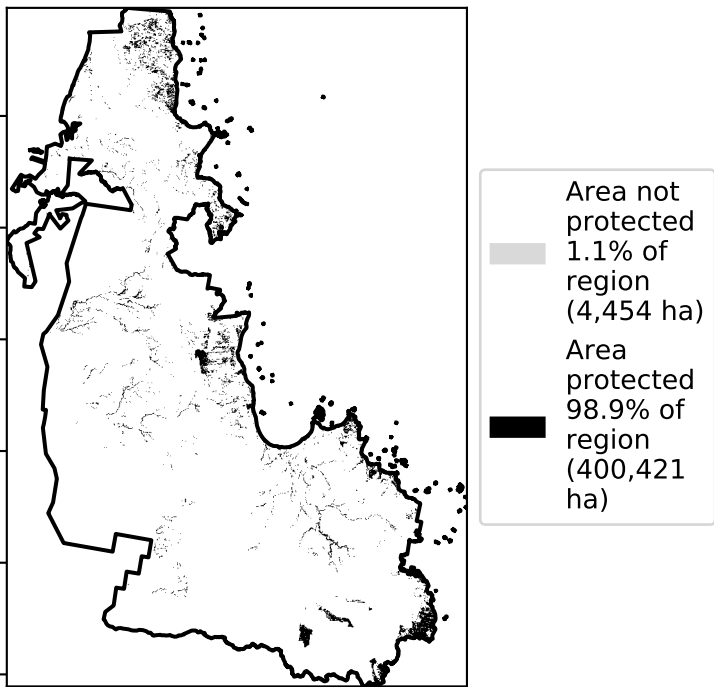 Area not
protected
1.1% of
region
(4,454 ha)
Area
protected
98.9% of
region
(400,421
ha)